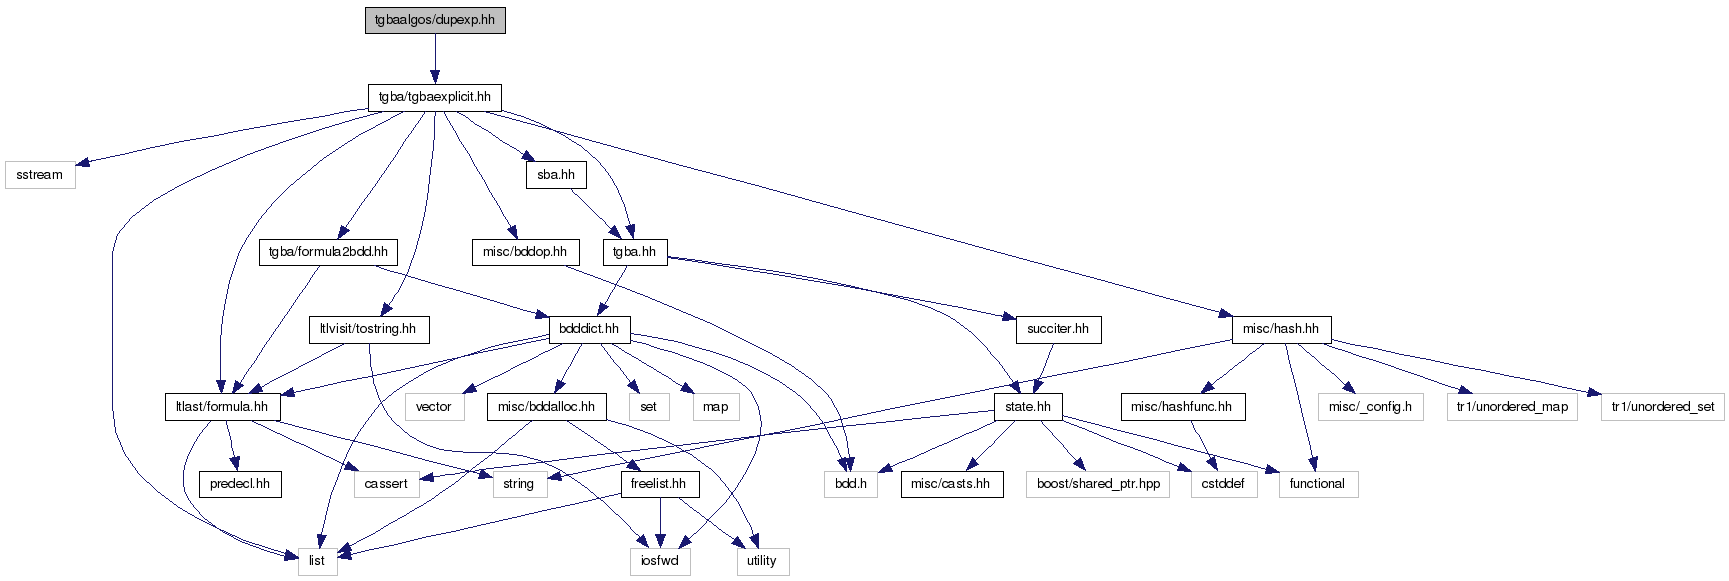 tgbaalgos/dupexp.hh
tgba/tgbaexplicit.hh
sstream
sba.hh
tgba/formula2bdd.hh
misc/bddop.hh
tgba.hh
ltlvisit/tostring.hh
bdddict.hh
succiter.hh
misc/hash.hh
ltlast/formula.hh
vector
misc/bddalloc.hh
set
map
state.hh
misc/hashfunc.hh
misc/_config.h
tr1/unordered_map
tr1/unordered_set
predecl.hh
cassert
string
freelist.hh
bdd.h
misc/casts.hh
boost/shared_ptr.hpp
cstddef
functional
list
iosfwd
utility